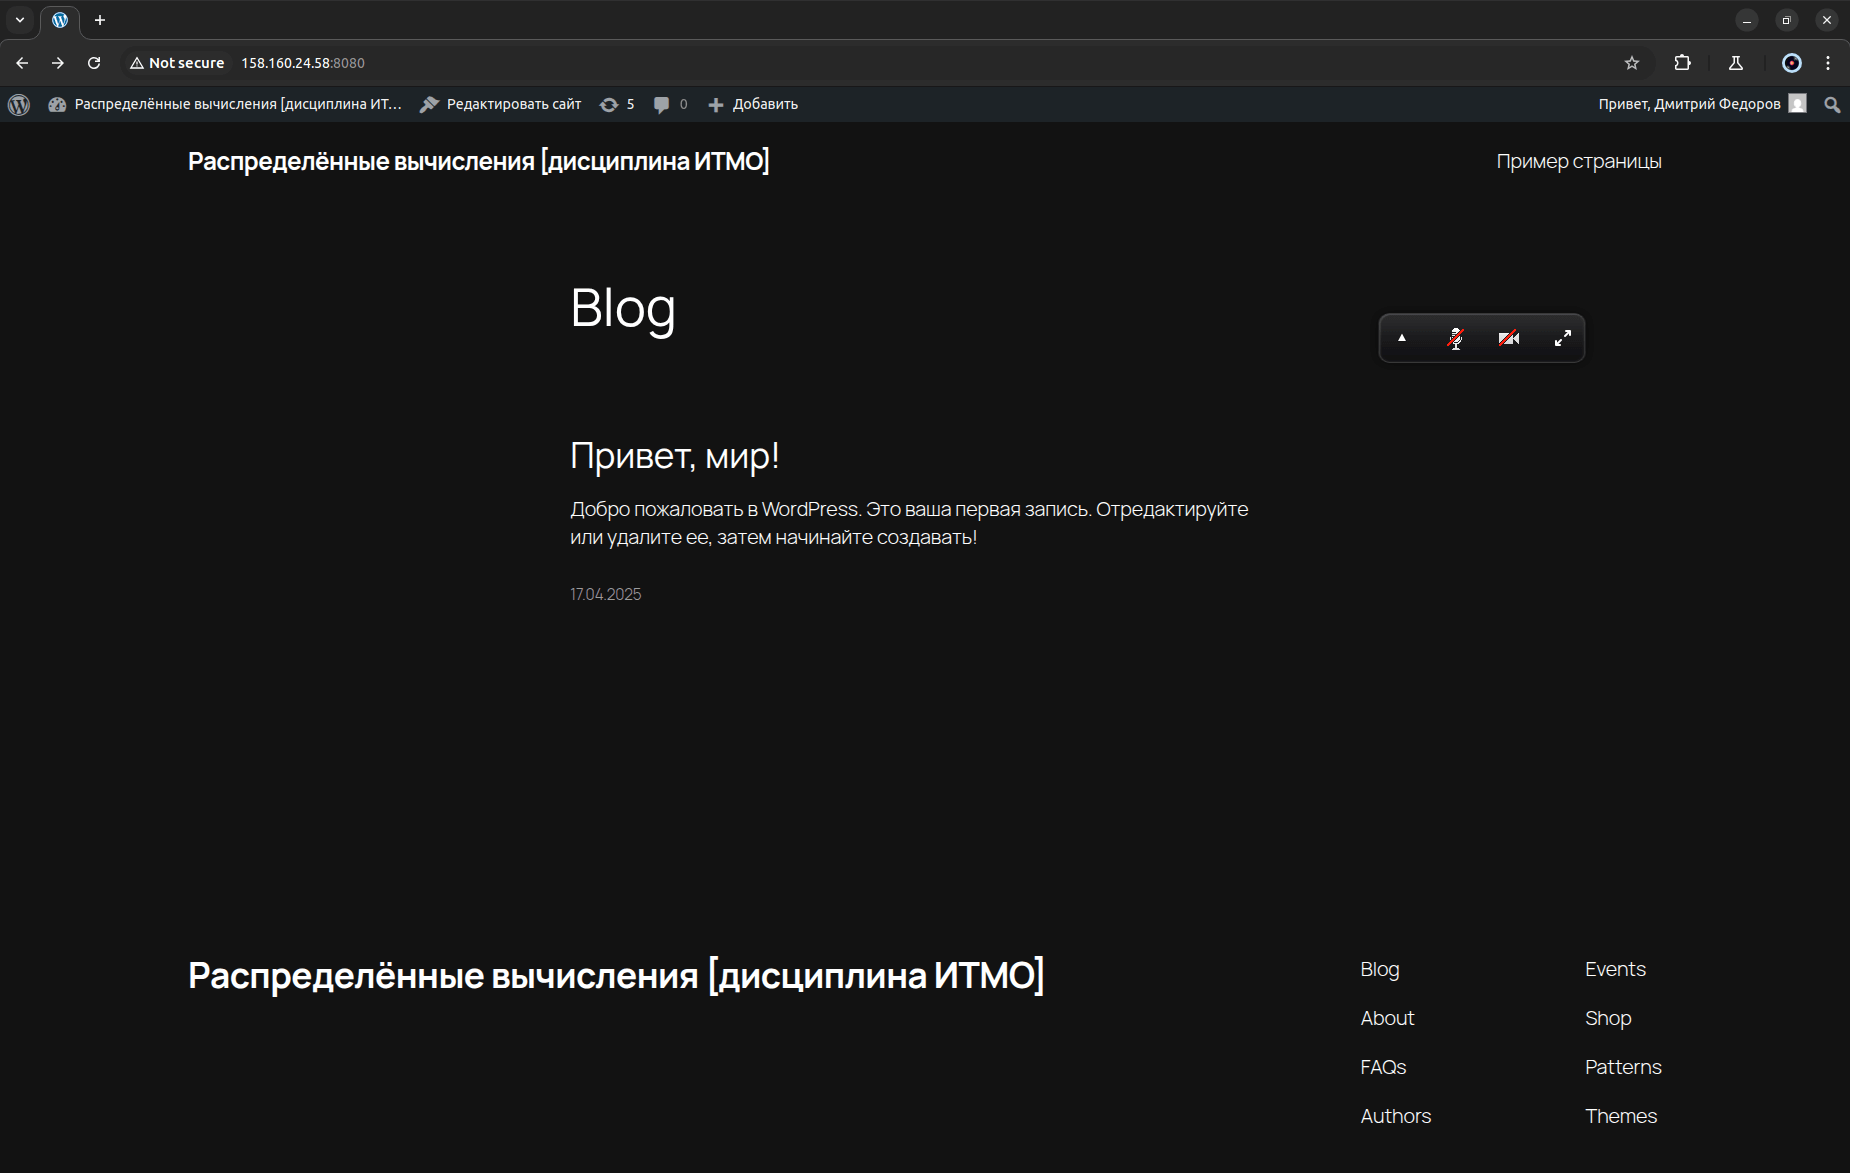 Not secure 158.160.24.58:8080
Распределённые вычисления [дисциплина ИТ... Редактировать сайт 5 0 Добавить Привет, Дмитрий Федоров
Распределённые вычисления [дисциплина ИТМО] Пример страницы
Blog
Привет, мир!
Добро пожаловать в WordPress. Это ваша первая запись. Отредактируйте
или удалите ее, затем начинайте создавать!
17.04.2025
Распределённые вычисления [дисциплина ИТМО]
Blog
About
FAQs
Authors
Events
Shop
Patterns
Themes